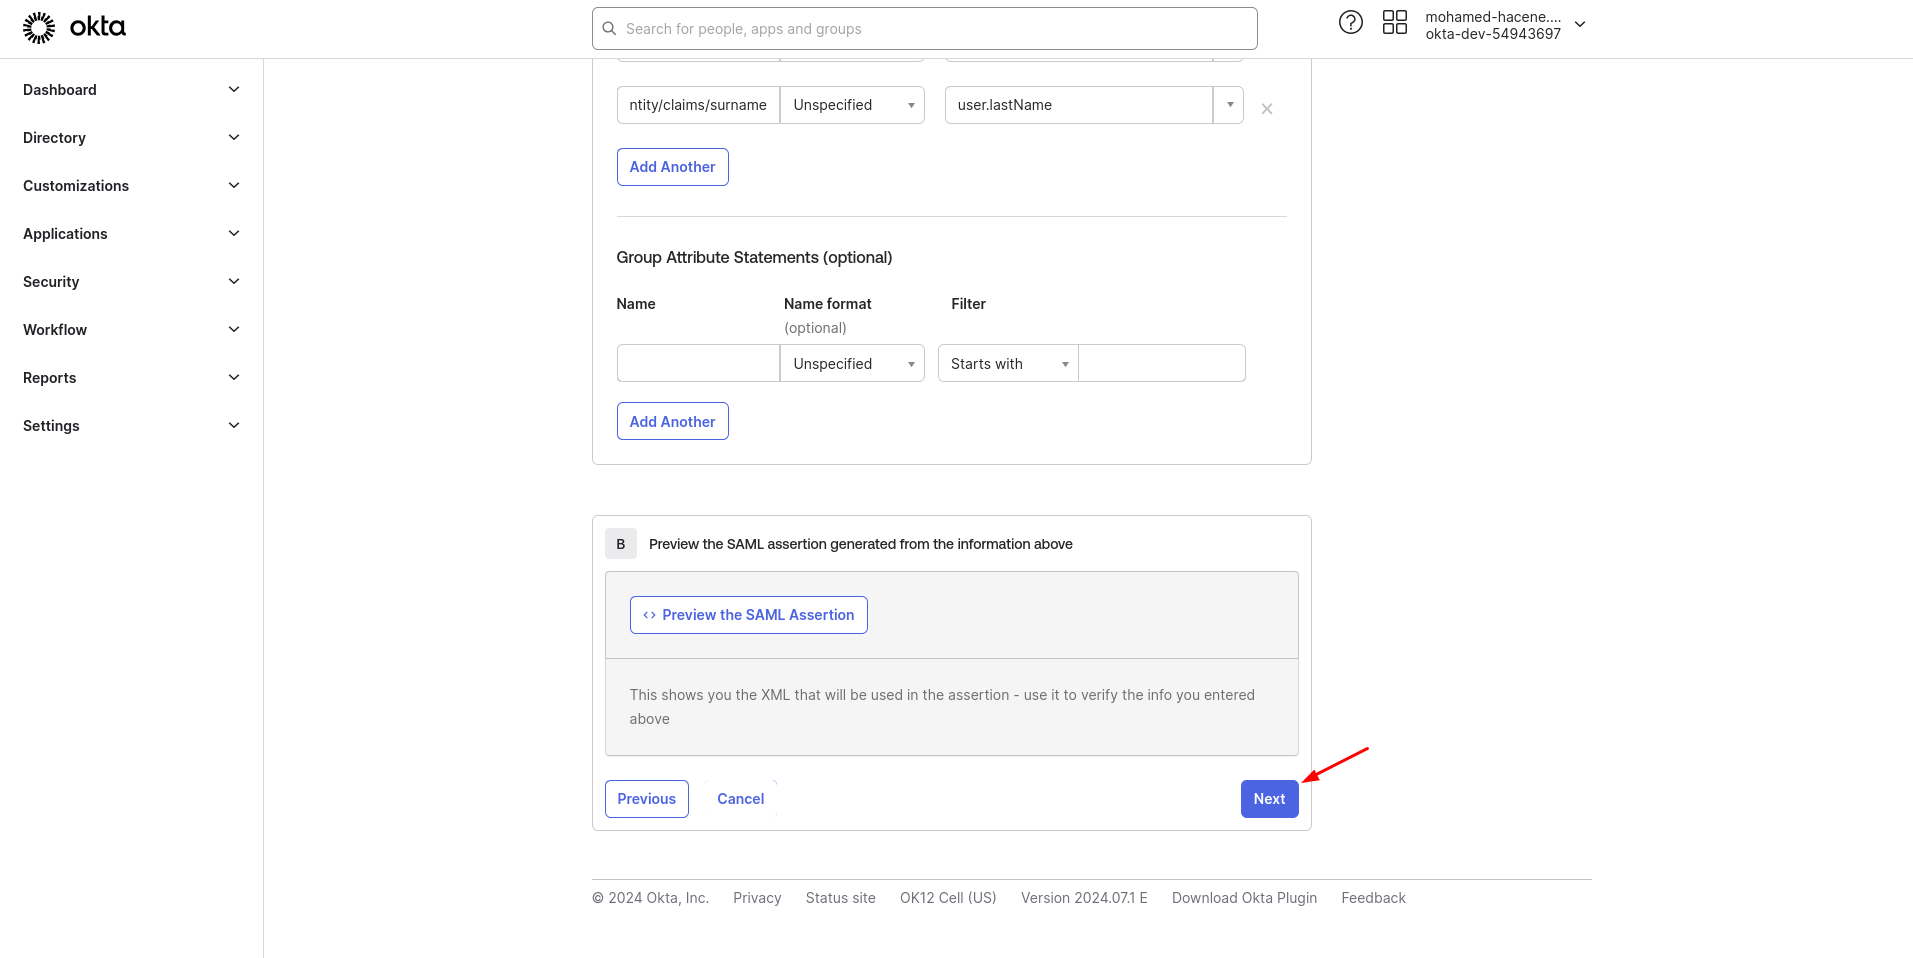 okta
Search for people, apps and groups
mohamed-hacene....
okta-dev-54943697
Dashboard
Directory
Customizations
Applications
Security
Workflow
Reports
Settings
ntity/claims/surname
Unspecified
user.lastName
Add Another
Group Attribute Statements (optional)
Name
Name format
Filter
(optional)
Unspecified
Starts with
Add Another
B
Preview the SAML assertion generated from the information above
<> Preview the SAML Assertion
This shows you the XML that will be used in the assertion - use it to verify the info you entered
above
Previous
Cancel
Next
© 2024 Okta, Inc.
Privacy
Status site
OK12 Cell (US)
Version 2024.07.1 E
Download Okta Plugin
Feedback